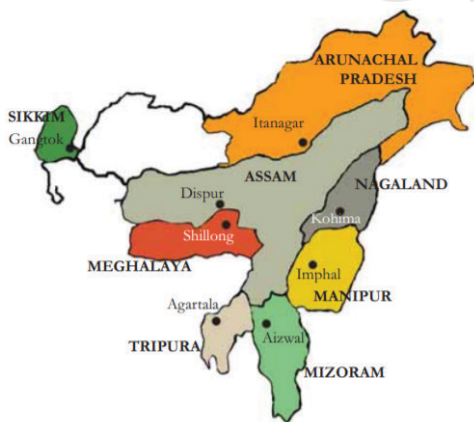 ARUNACHAL
PRADESH
SIKKIM
Gangtok
Itanagar
ASSAM
NAGALAND
Dispur
Kohima
Shillong
MEGHALAYA
Imphal
MANIPUR
Agartala
Aizwal
TRIPURA
MIZORAM